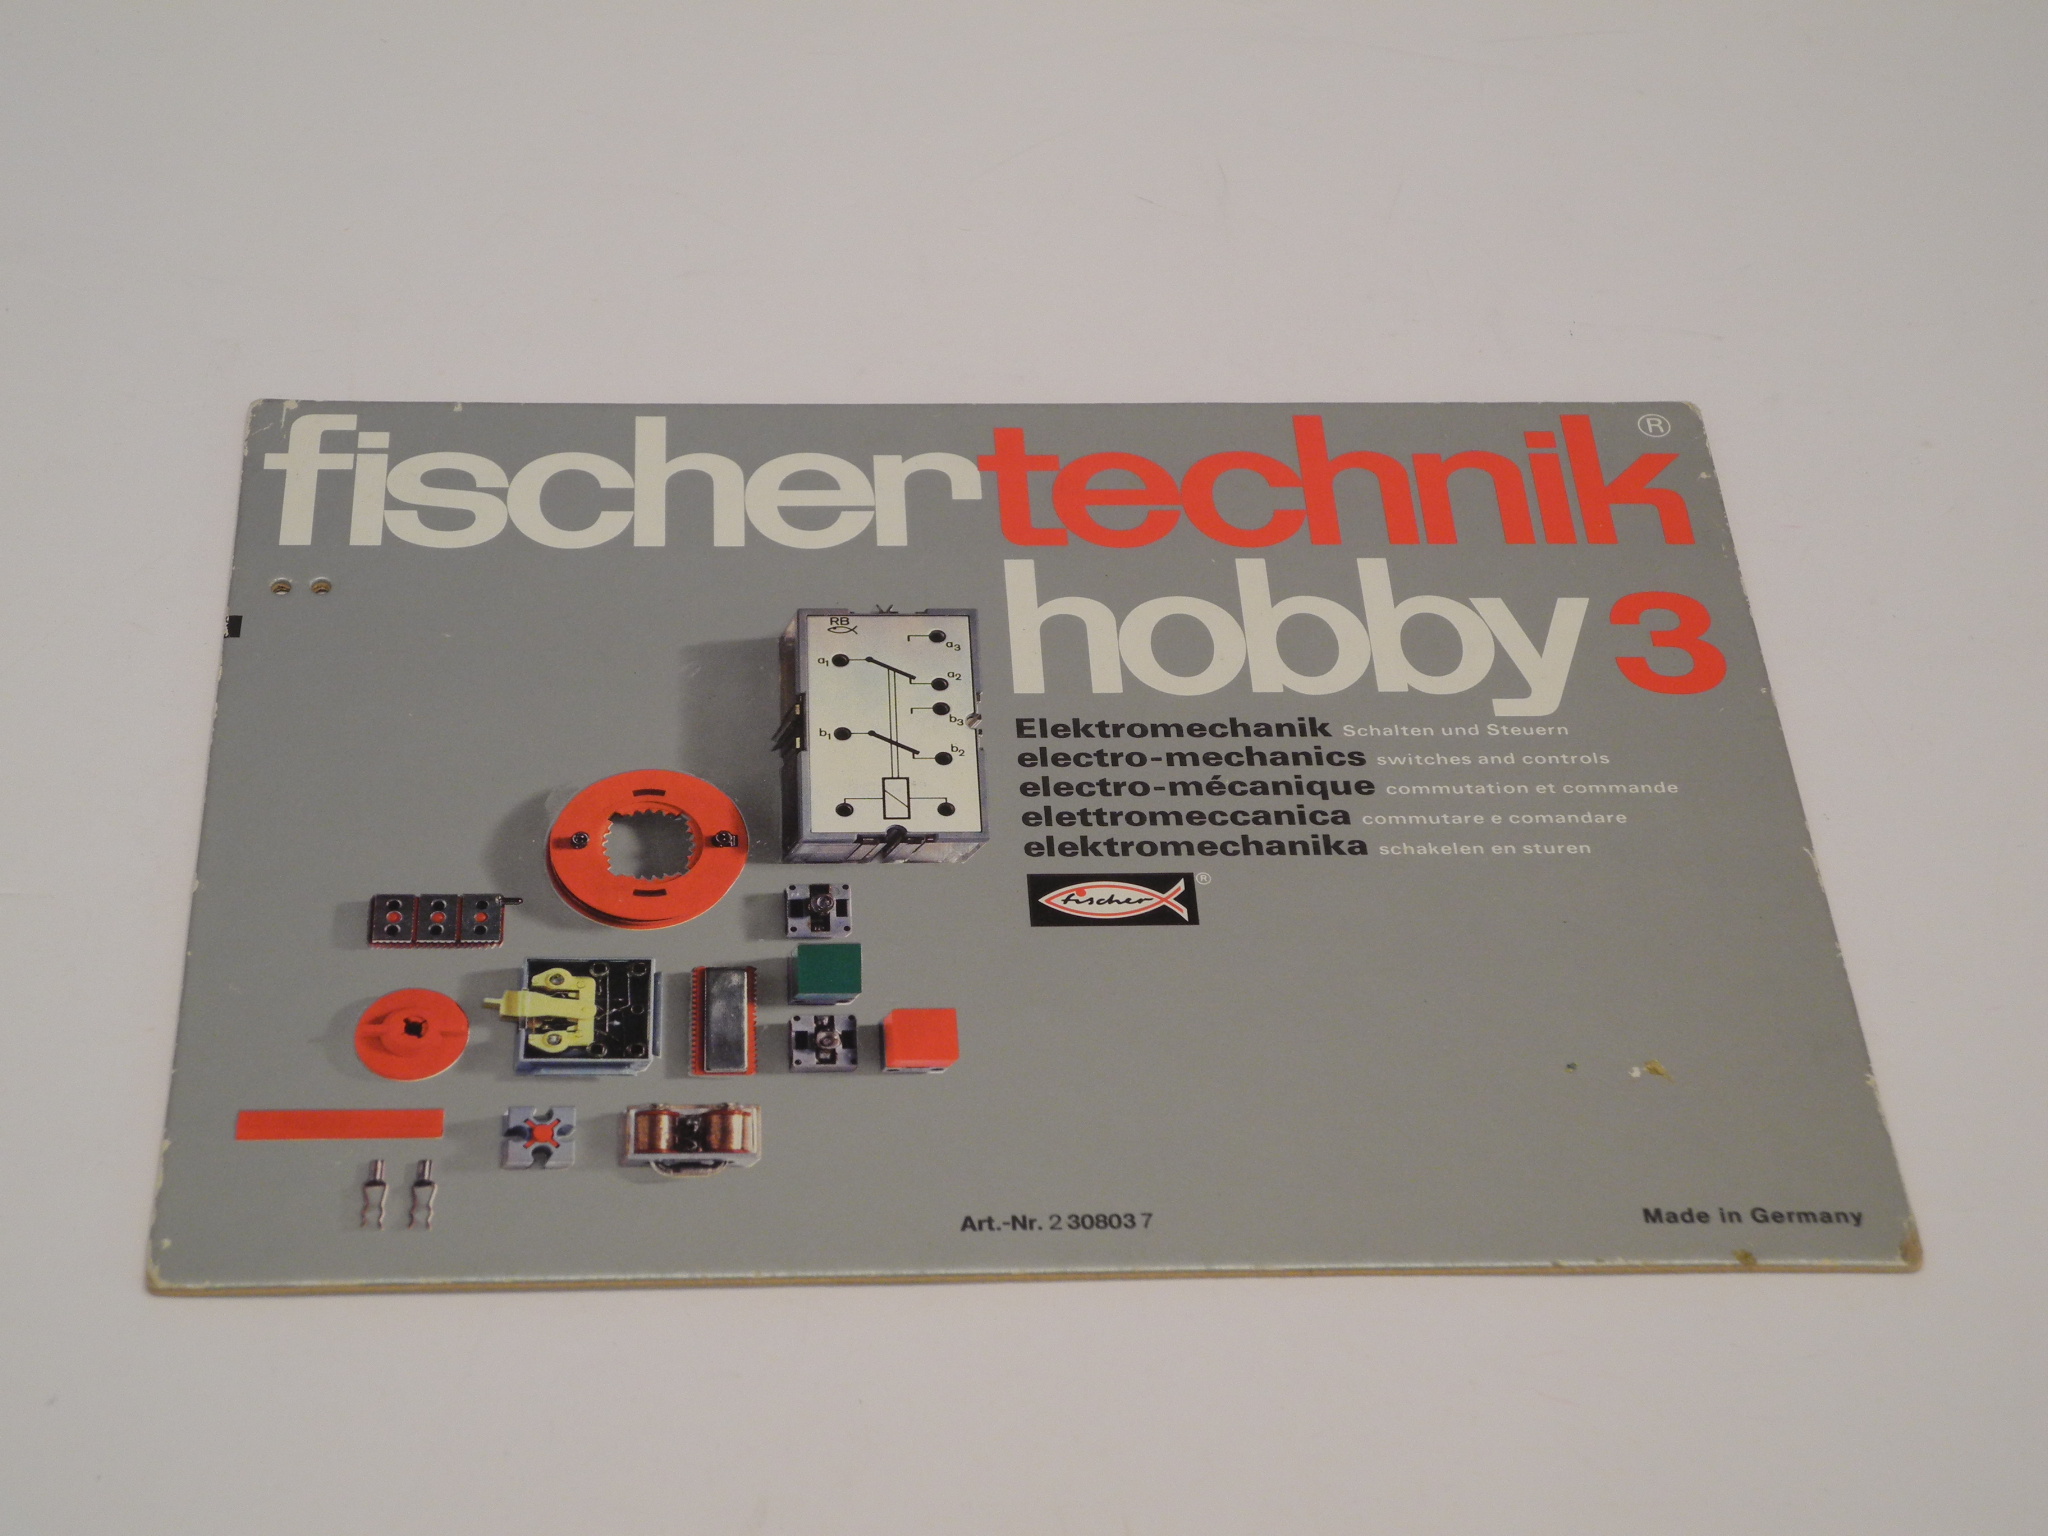 fischertechnik ®
hobby 3
RB
a3
a1
a2
b3
b1
b2
Elektromechanik Schalten und Steuern
electro-mechanics switches and controls
electro-mécanique commutation et commande
elettromeccanica commutare e comandare
elektromechanika schakelen en sturen
fischer ®
Art.-Nr. 2 30803 7
Made in Germany